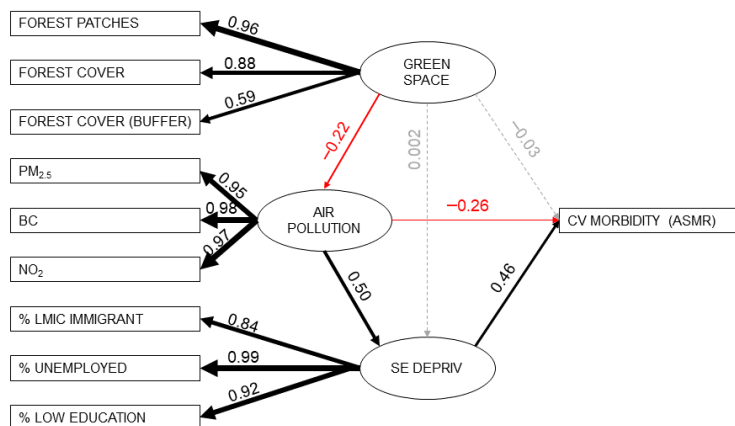 FOREST PATCHES
0.96
GREEN
SPACE
FOREST COVER
0.88
FOREST COVER (BUFFER)
0.59
−0.22
0.002
−0.03
PM2.5
0.95
BC
0.98
AIR
POLLUTION
−0.26
CV MORBIDITY (ASMR)
NO2
0.97
0.50
0.46
% LMIC IMMIGRANT
0.84
% UNEMPLOYED
0.99
SE DEPRIV
% LOW EDUCATION
0.92